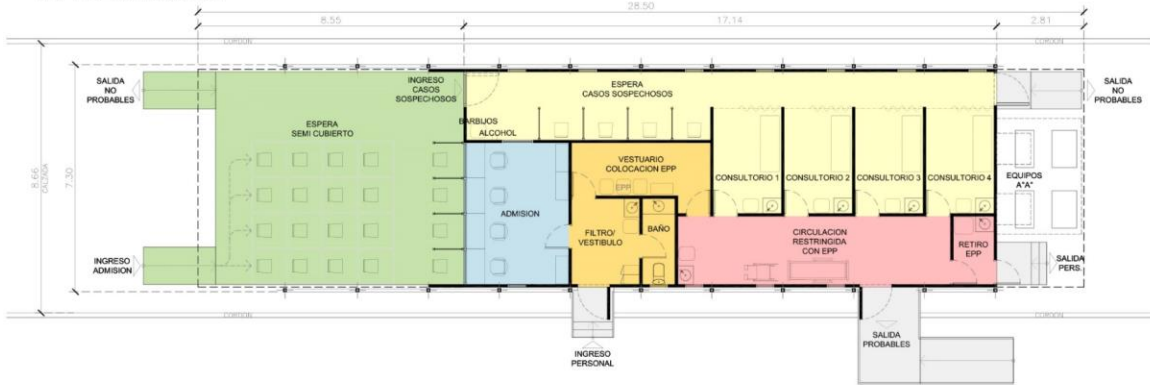 28.50
8.55
17.14
2.81
CORDON
CORDON
SALIDA
NO
PROBABLES
INGRESO
CASOS
SOSPECHOSOS
ESPERA
CASOS SOSPECHOSOS
SALIDA
NO
PROBABLES
ESPERA
SEMI CUBIERTO
BARBIJOS
ALCOHOL
VESTUARIO
COLOCACION EPP
EPP
CONSULTORIO 1
CONSULTORIO 2
CONSULTORIO 3
CONSULTORIO 4
EQUIPOS
A"A"
8.66
CALZADA
7.30
ADMISION
FILTRO/
VESTIBULO
BAÑO
CIRCULACION
RESTRINGIDA
CON EPP
RETIRO
EPP
INGRESO
ADMISION
SALIDA
PERS.
CORDON
CORDON
INGRESO
PERSONAL
SALIDA
PROBABLES